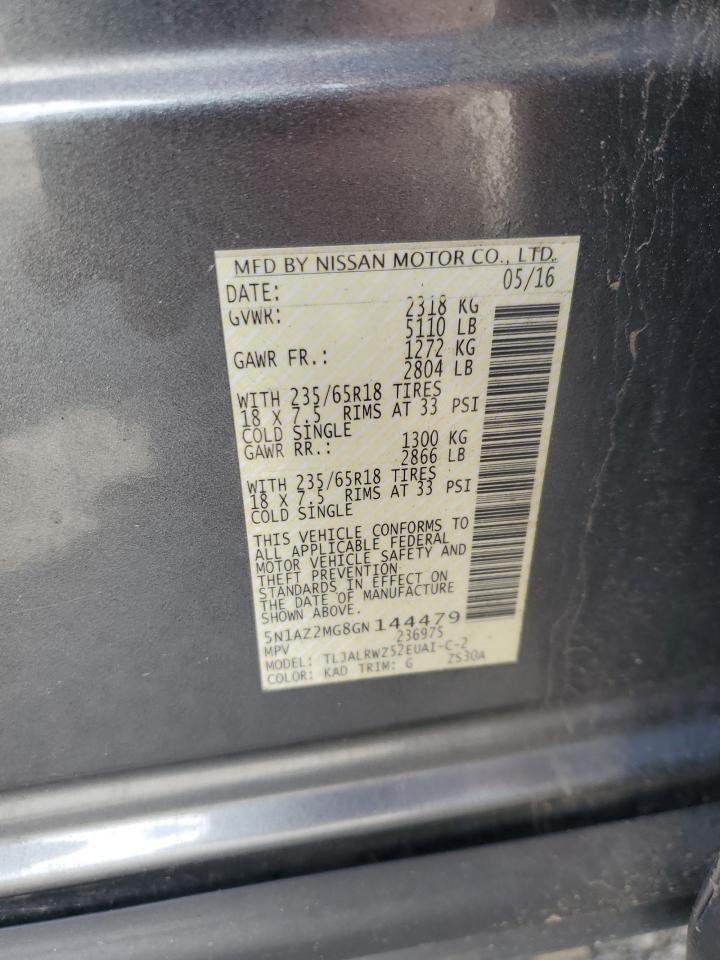 MFD BY NISSAN MOTOR CO., LTD.
DATE: 05/16
GVWR: 2318 KG
5110 LB
GAWR FR.: 1272 KG
2804 LB
WITH 235/65R18 TIRES
18 X 7.5 RIMS AT 33 PSI
COLD SINGLE
GAWR RR.: 1300 KG
2866 LB
WITH 235/65R18 TIRES
18 X 7.5 RIMS AT 33 PSI
COLD SINGLE
THIS VEHICLE CONFORMS TO
ALL APPLICABLE FEDERAL
MOTOR VEHICLE SAFETY AND
THEFT PREVENTION
STANDARDS IN EFFECT ON
THE DATE OF MANUFACTURE
SHOWN ABOVE.
5N1AZ2MG8GN144479
MPV 236975
MODEL: TLJALRWZ52EUAI-C-2
COLOR: KAD TRIM: G ZS30A